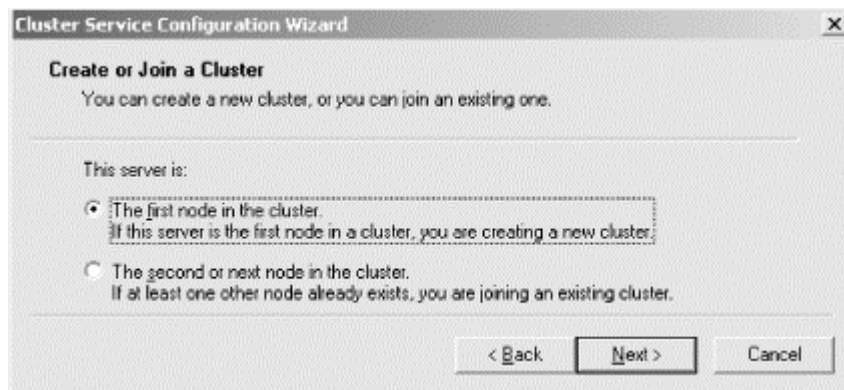 Cluster Service Configuration Wizard
Create or Join a Cluster
You can create a new cluster, or you can join an existing one.
This server is:
The first node in the cluster.
If this server is the first node in a cluster, you are creating a new cluster.
The second or next node in the cluster.
If at least one other node already exists, you are joining an existing cluster.
< Back
Next >
Cancel